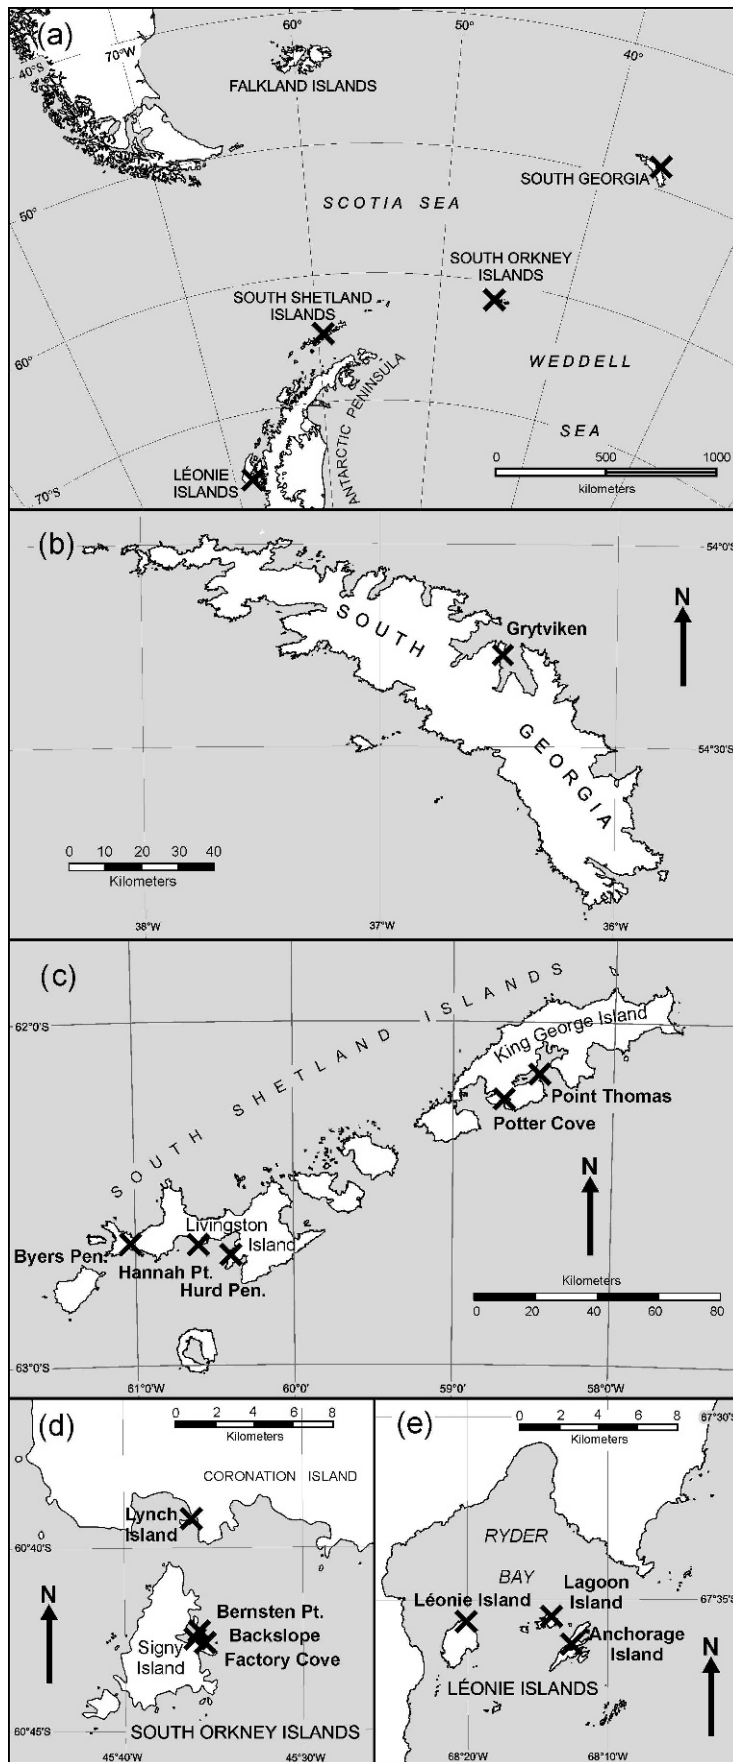 (a)
60°
50°
40°
70°W
40°S
FALKLAND ISLANDS
SOUTH GEORGIA
SCOTIA SEA
50°
SOUTH ORKNEY
ISLANDS
SOUTH SHETLAND
ISLANDS
60°
WEDDELL
SEA
ANTARCTIC PENINSULA
LÉONIE
ISLANDS
70°S
0 500 1000
kilometers
(b)
54°0'S
SOUTH
Grytviken
N
GEORGIA
54°30'S
0 10 20 30 40
Kilometers
38°W 37°W 36°W
(c)
SOUTH SHETLAND ISLANDS
62°0'S
King George Island
Point Thomas
Potter Cove
N
Livingston
Island
Byers Pen.
Hannah Pt.
Hurd Pen.
Kilometers
0 20 40 60 80
63°0'S
61°0'W 60°0'W 59°0'W 58°0'W
(d)
0 2 4 6 8
Kilometers
CORONATION ISLAND
Lynch
Island
60°40'S
N
Bernsten Pt.
Backslope
Factory Cove
Signy
Island
60°45'S
SOUTH ORKNEY ISLANDS
45°40'W 45°30'W
(e)
0 2 4 6 8
Kilometers
67°30'S
RYDER
BAY
Lagoon
Island
Léonie Island
67°35'S
Anchorage
Island
N
LÉONIE ISLANDS
68°20'W 68°10'W